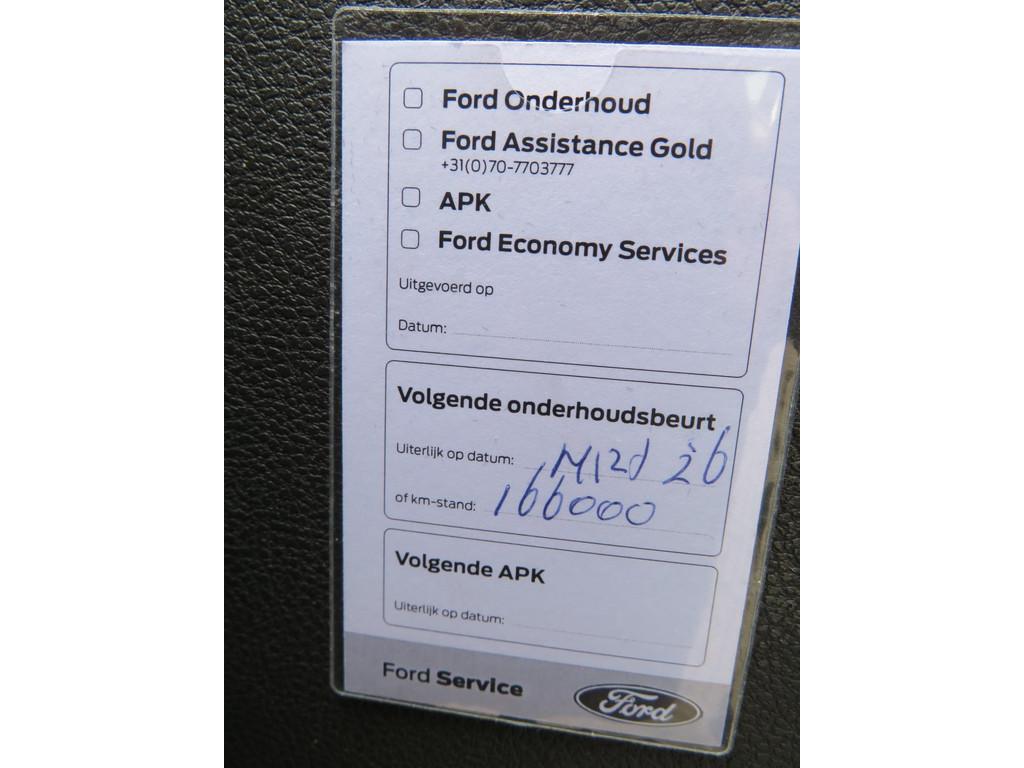 Ford Onderhoud
Ford Assistance Gold
+31(0)70-7703777
APK
Ford Economy Services
Uitgevoerd op
Datum:
Volgende onderhoudsbeurt
Uiterlijk op datum: 26
of km-stand: 166000
Volgende APK
Uiterlijk op datum:
Ford Service
Ford